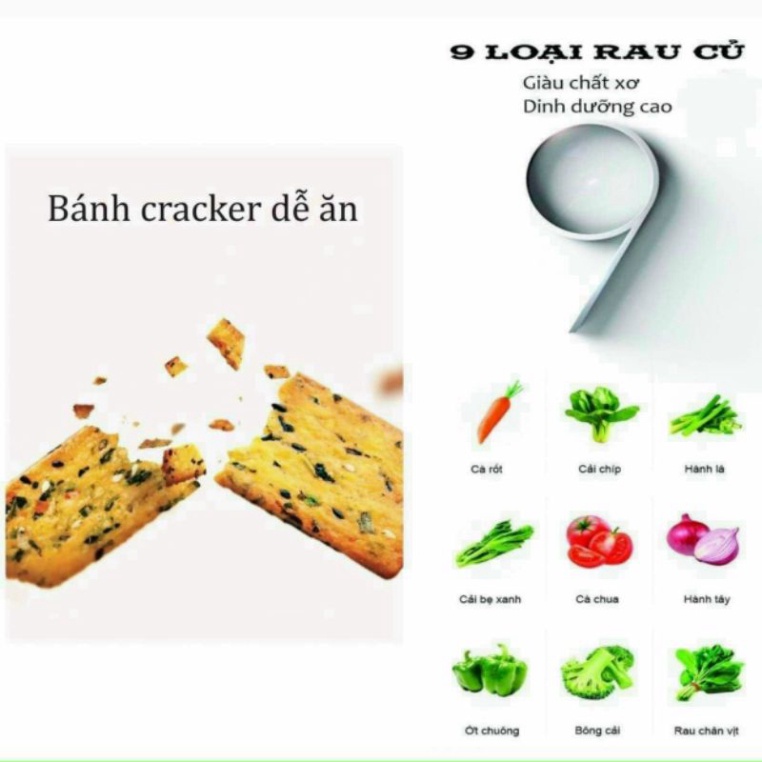 9 LOẠI RAU CỦ
Giàu chất xơ
Dinh dưỡng cao
9
Bánh cracker dễ ăn
Cà rốt
Cải chíp
Hành lá
Cải bẹ xanh
Cà chua
Hành tây
Ớt chuông
Bông cải
Rau chân vịt